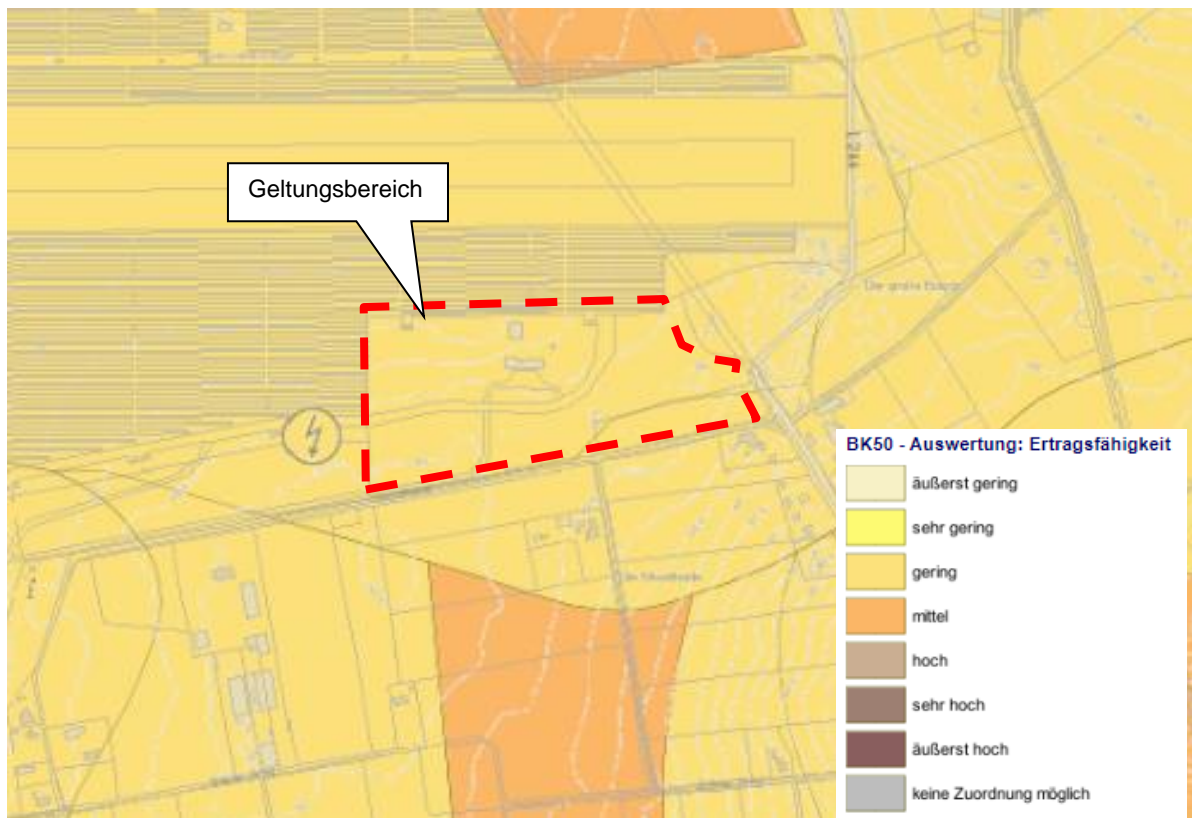 Geltungsbereich
BK50 - Auswertung: Ertragsfähigkeit
äußerst gering
sehr gering
gering
mittel
hoch
sehr hoch
äußerst hoch
keine Zuordnung möglich